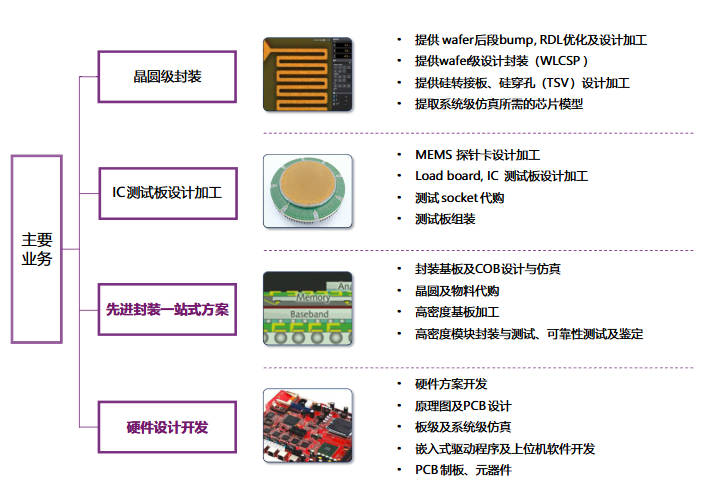 主要
业务
晶圆级封装
提供 wafer后段bump, RDL优化及设计加工
提供wafer级设计封装（WLCSP）
提供硅转接板、硅穿孔（TSV）设计加工
提取系统级仿真所需的芯片模型
IC测试板设计加工
MEMS 探针卡设计加工
Load board, IC 测试板设计加工
测试socket代购
测试板组装
先进封装一站式方案
Ana
Memory
Baseband
封装基板及COB设计与仿真
晶圆及物料代购
高密度基板加工
高密度模块封装与测试、可靠性测试及鉴定
硬件设计开发
硬件方案开发
原理图及PCB设计
板级及系统级仿真
嵌入式驱动程序及上位机软件开发
PCB制板、元器件